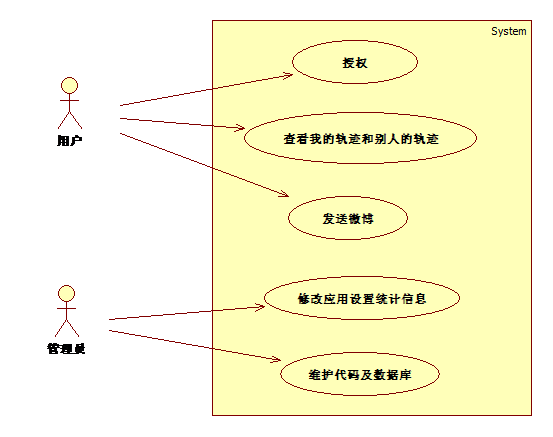 System
授权
用户
查看我的轨迹和别人的轨迹
发送微博
修改应用设置统计信息
管理员
维护代码及数据库